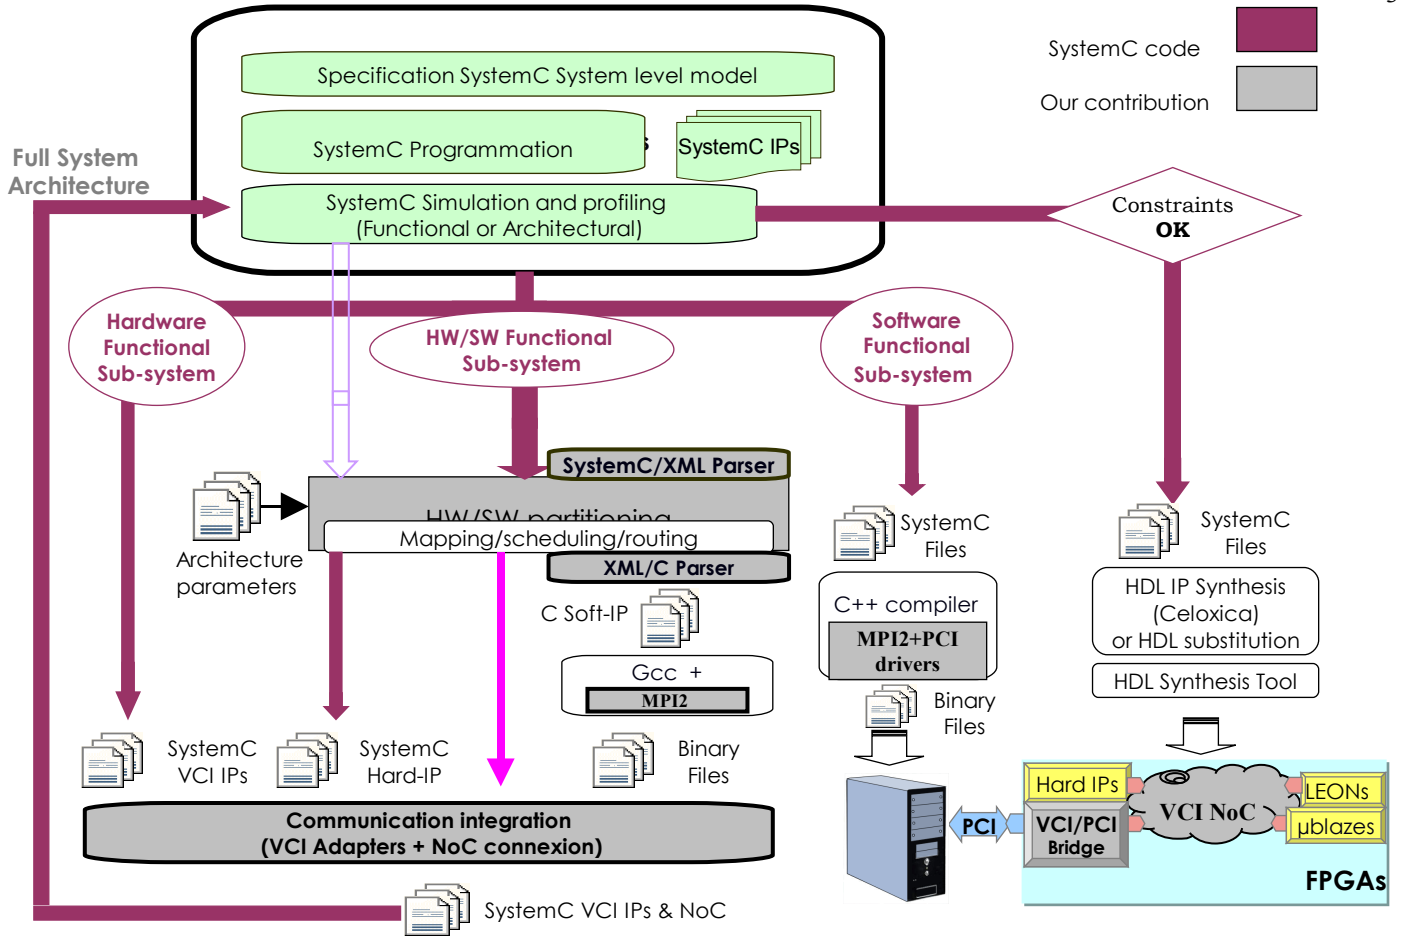 SystemC code
Our contribution
Specification SystemC System level model
SystemC Programmation
SystemC IPs
Full System
Architecture
SystemC Simulation and profiling
(Functional or Architectural)
Constraints
OK
Hardware
Functional
Sub-system
HW/SW Functional
Sub-system
Software
Functional
Sub-system
SystemC/XML Parser
HW/SW partitioning
Mapping/scheduling/routing
XML/C Parser
Architecture
parameters
SystemC
Files
SystemC
Files
C Soft-IP
Gcc +
MPI2
C++ compiler
MPI2+PCI
drivers
HDL IP Synthesis
(Celoxica)
or HDL substitution
HDL Synthesis Tool
Binary
Files
SystemC
VCI IPs
SystemC
Hard-IP
Binary
Files
Communication integration
(VCI Adapters + NoC connexion)
SystemC VCI IPs & NoC
PCI
Hard IPs
VCI/PCI
Bridge
VCI NoC
LEONs
µblazes
FPGAs